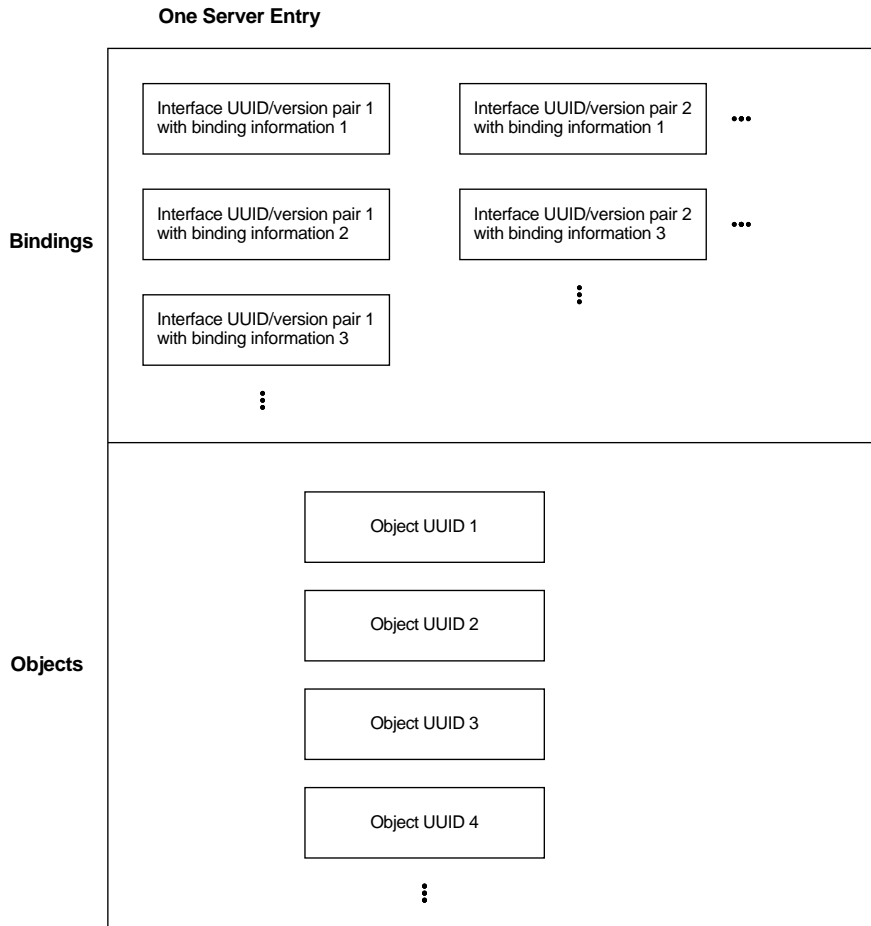 One Server Entry
Interface UUID/version pair 1
with binding information 1
Interface UUID/version pair 2
with binding information 1
Bindings
Interface UUID/version pair 1
with binding information 2
Interface UUID/version pair 2
with binding information 3
Interface UUID/version pair 1
with binding information 3
Object UUID 1
Object UUID 2
Objects
Object UUID 3
Object UUID 4